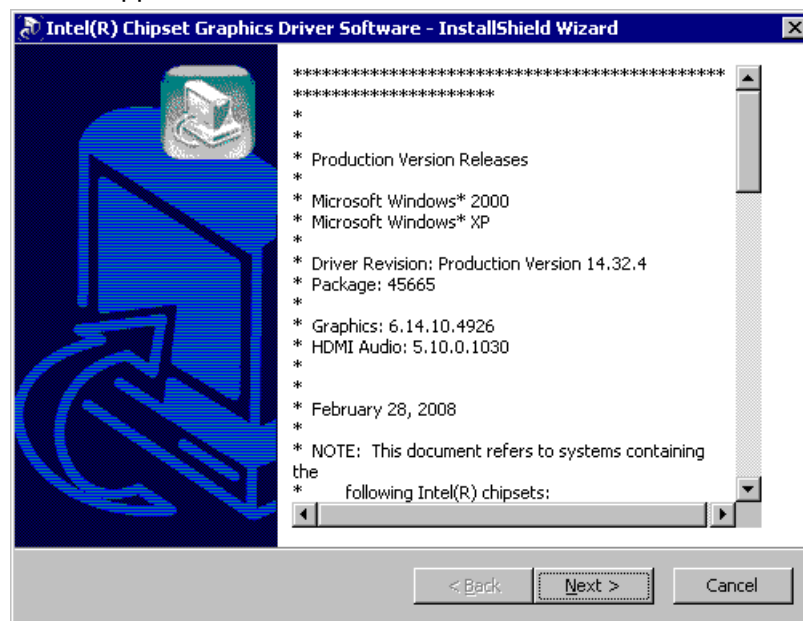 Intel(R) Chipset Graphics Driver Software - InstallShield Wizard
*********************************************
*********************
*
*
* Production Version Releases
*
* Microsoft Windows* 2000
* Microsoft Windows* XP
*
* Driver Revision: Production Version 14.32.4
* Package: 45665
*
* Graphics: 6.14.10.4926
* HDMI Audio: 5.10.0.1030
*
*
* February 28, 2008
*
* NOTE: This document refers to systems containing
the
* following Intel(R) chipsets:
< Back
Next >
Cancel